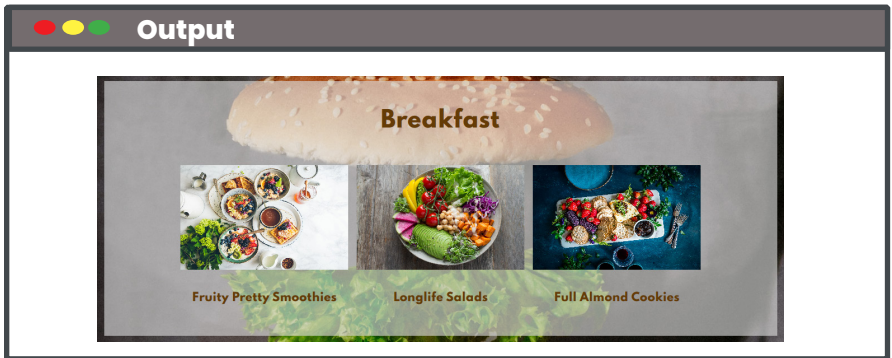 Output
Breakfast
Fruity Pretty Smoothies
Longlife Salads
Full Almond Cookies